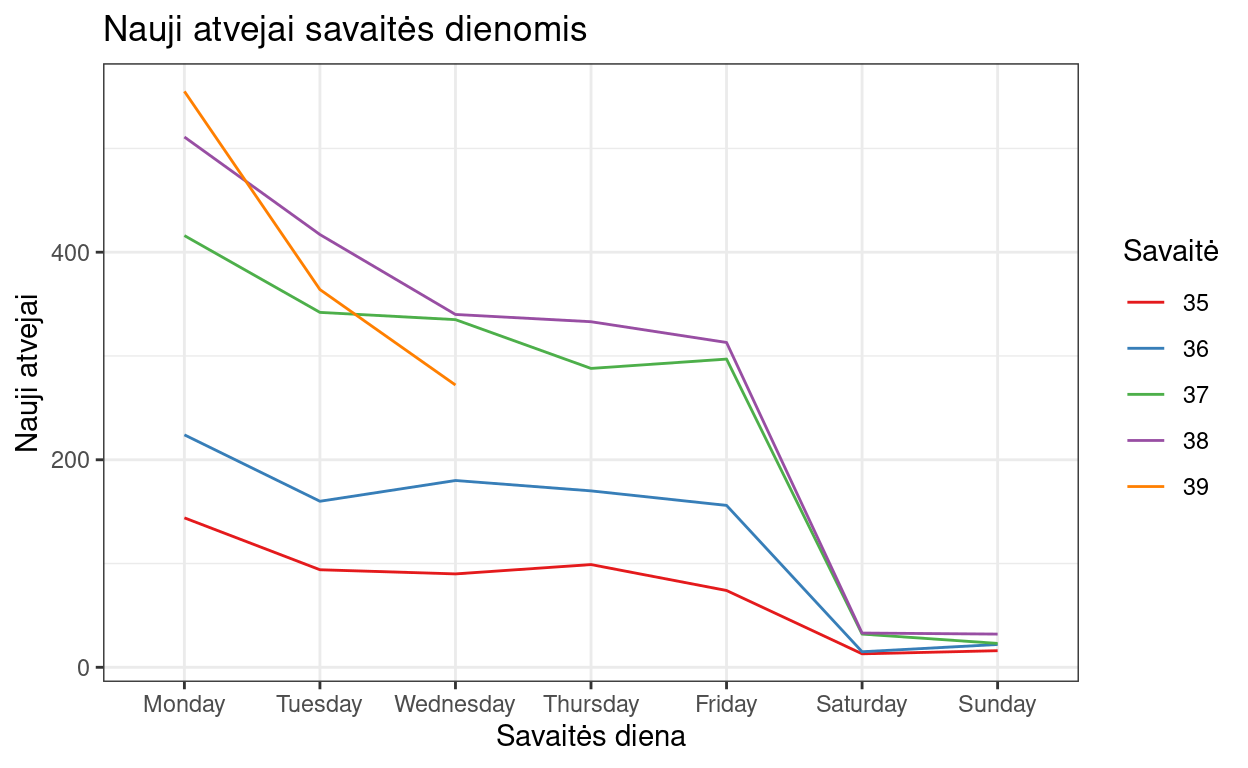 Nauji atvejai savaitės dienomis
Nauji atvejai
400
200
0
Monday Tuesday Wednesday Thursday Friday Saturday Sunday
Savaitės diena
Savaitė
35
36
37
38
39